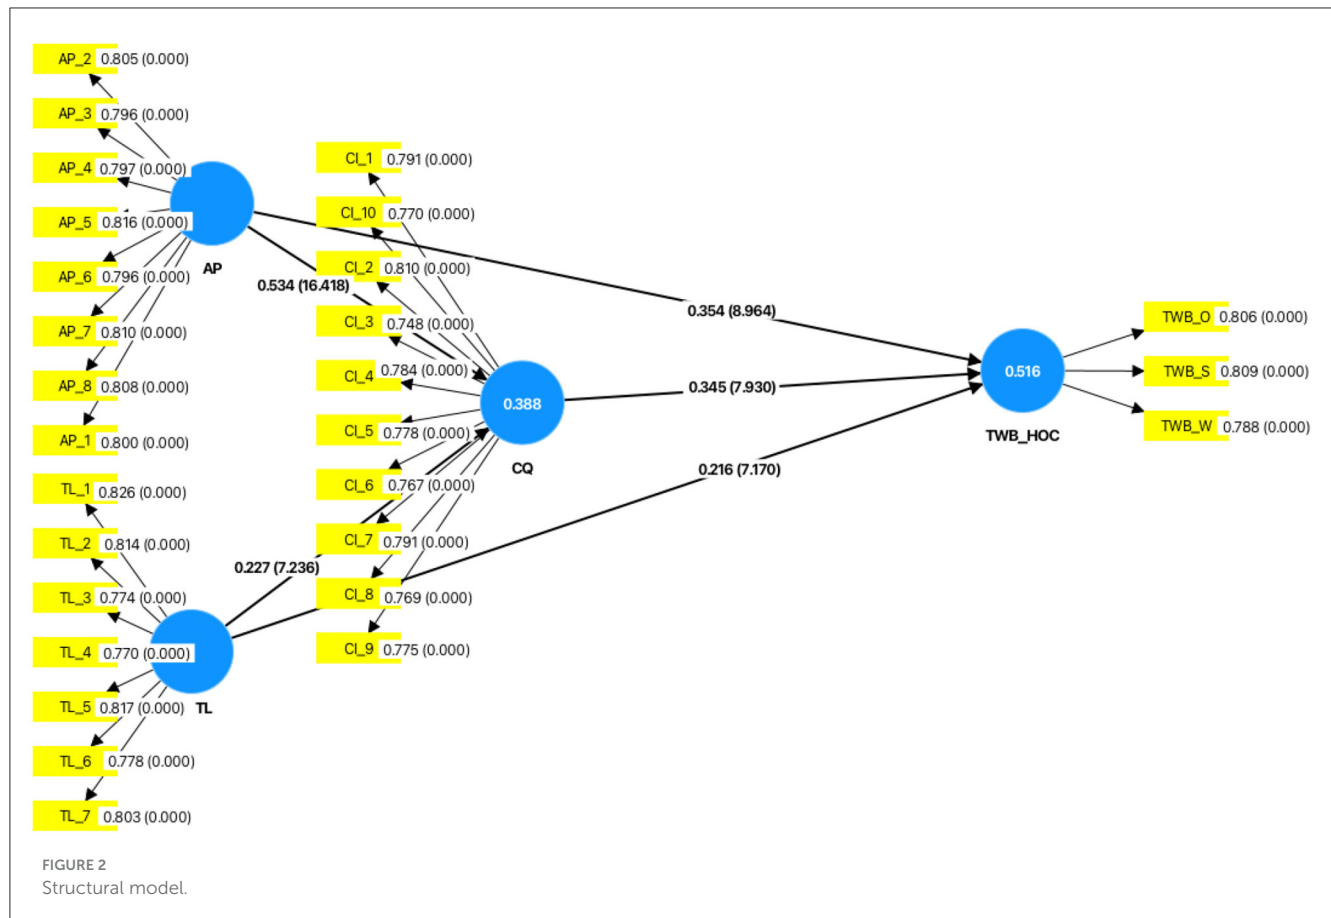 AP_2 0.805 (0.000)
AP_3 0.796 (0.000)
AP_4 0.797 (0.000)
AP_5 0.816 (0.000)
AP_6 0.796 (0.000)
AP_7 0.810 (0.000)
AP_8 0.808 (0.000)
AP_1 0.800 (0.000)
AP
TL_1 0.826 (0.000)
TL_2 0.814 (0.000)
TL_3 0.774 (0.000)
TL_4 0.770 (0.000)
TL_5 0.817 (0.000)
TL_6 0.778 (0.000)
TL_7 0.803 (0.000)
TL
0.534 (16.418)
0.227 (7.236)
CI_1 0.791 (0.000)
CI_10 0.770 (0.000)
CI_2 0.810 (0.000)
CI_3 0.748 (0.000)
CI_4 0.784 (0.000)
CI_5 0.778 (0.000)
CI_6 0.767 (0.000)
CI_7 0.791 (0.000)
CI_8 0.769 (0.000)
CI_9 0.775 (0.000)
0.388
CQ
0.354 (8.964)
0.345 (7.930)
0.216 (7.170)
0.516
TWB_HOC
TWB_O 0.806 (0.000)
TWB_S 0.809 (0.000)
TWB_W 0.788 (0.000)
FIGURE 2
Structural model.